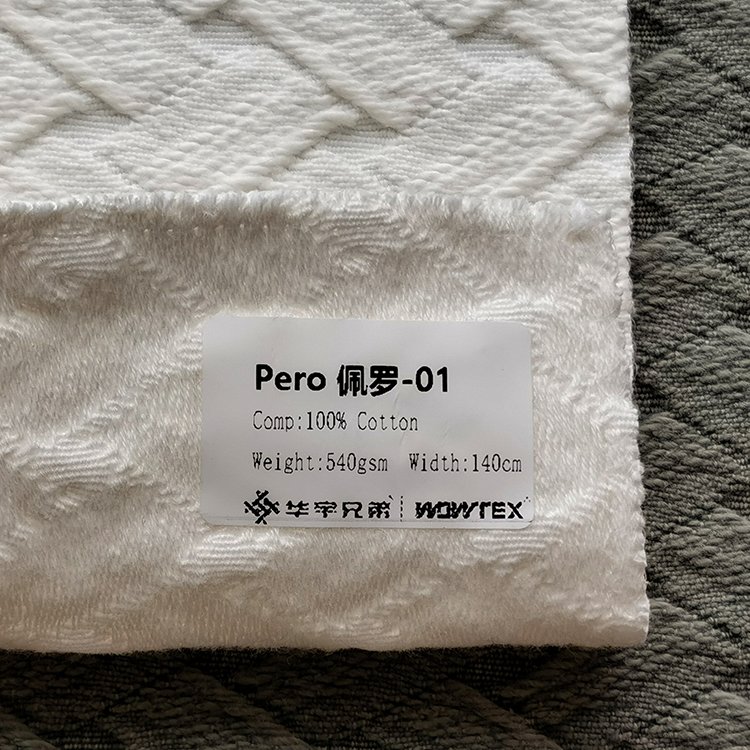 Pero 佩罗-01
Comp:100% Cotton
Weight:540gsm Width:140cm
华宇兄弟 WOWTEX